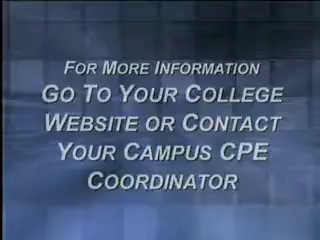 For More Information
Go To Your College
Website or Contact
Your Campus CPE
Coordinator